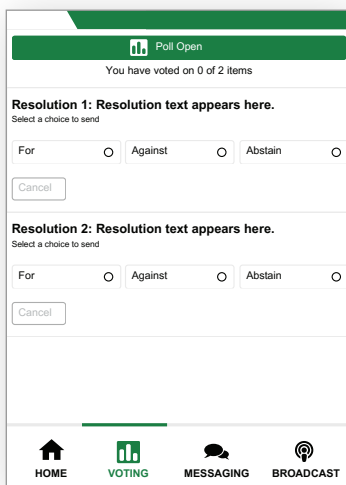 Poll Open
You have voted on 0 of 2 items
Resolution 1: Resolution text appears here.
Select a choice to send
For Against Abstain
Cancel
Resolution 2: Resolution text appears here.
Select a choice to send
For Against Abstain
Cancel
HOME VOTING MESSAGING BROADCAST